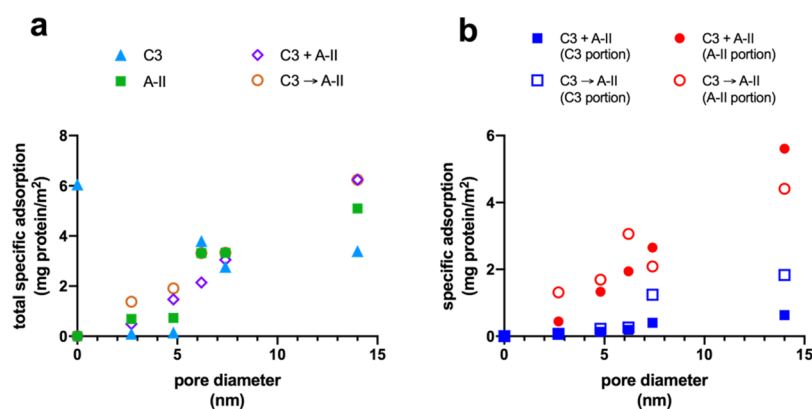 a
C3
C3 + A-II
A-II
C3 → A-II
total specific adsorption
(mg protein/m²)
8
6
4
2
0
0
5
10
15
pore diameter
(nm)
b
C3 + A-II
(C3 portion)
C3 + A-II
(A-II portion)
C3 → A-II
(C3 portion)
C3 → A-II
(A-II portion)
specific adsorption
(mg protein/m²)
6
4
2
0
0
5
10
15
pore diameter
(nm)